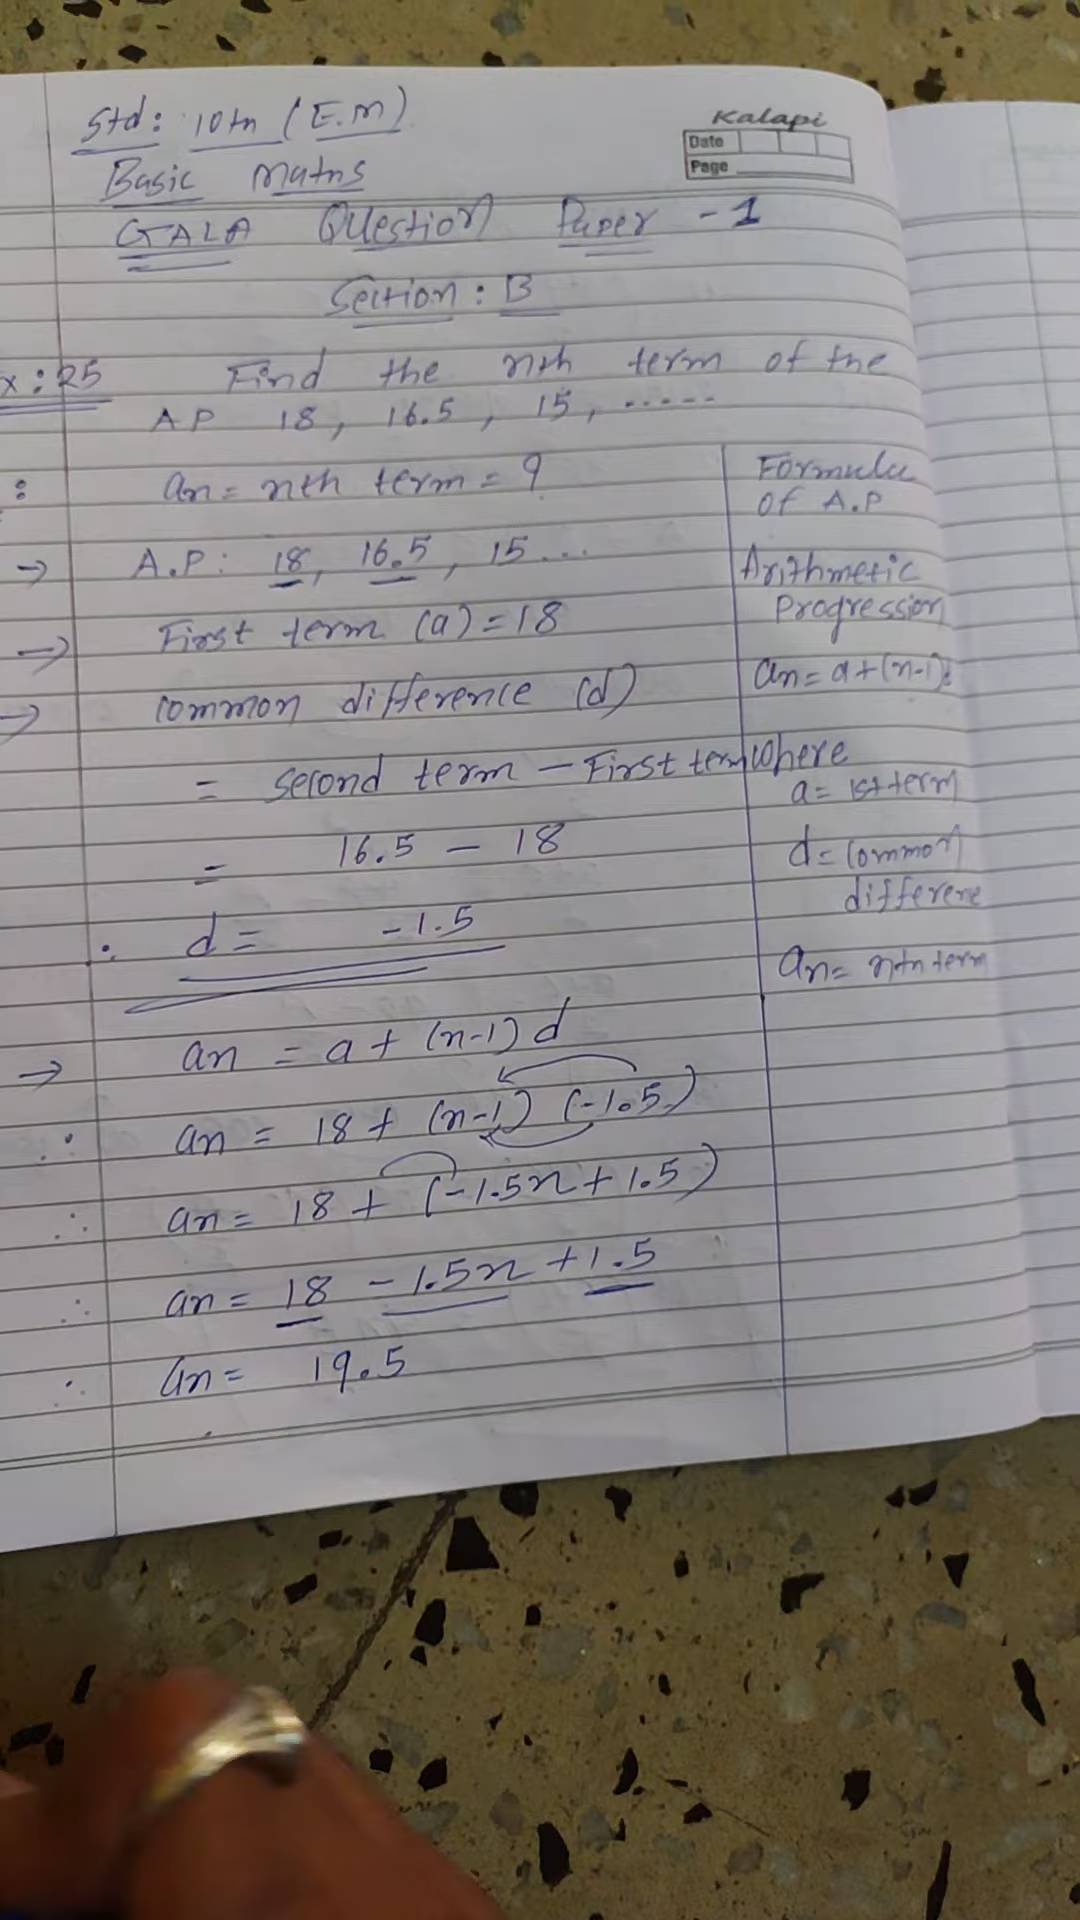 Std: 10th (E.M)
Kalapi
Date
Page
Basic Maths
GALA Question Paper - 1
Section: B
x: 25 Find the nth term of the
A.P 18, 16.5, 15, .....
: an = nth term = ?
→ A.P: 18, 16.5, 15...
→ First term (a) = 18
→ common difference (d)
= second term - First term
= 16.5 - 18
∴ d = -1.5
→ an = a + (n-1) d
∴ an = 18 + (n-1) (-1.5)
∴ an = 18 + (-1.5n + 1.5)
∴ an = 18 - 1.5n + 1.5
∴ an = 19.5
Formula
of A.P
Arithmetic
Progression
an = a + (n-1)
Where
a = 1st term
d = common
differene
an = nth term